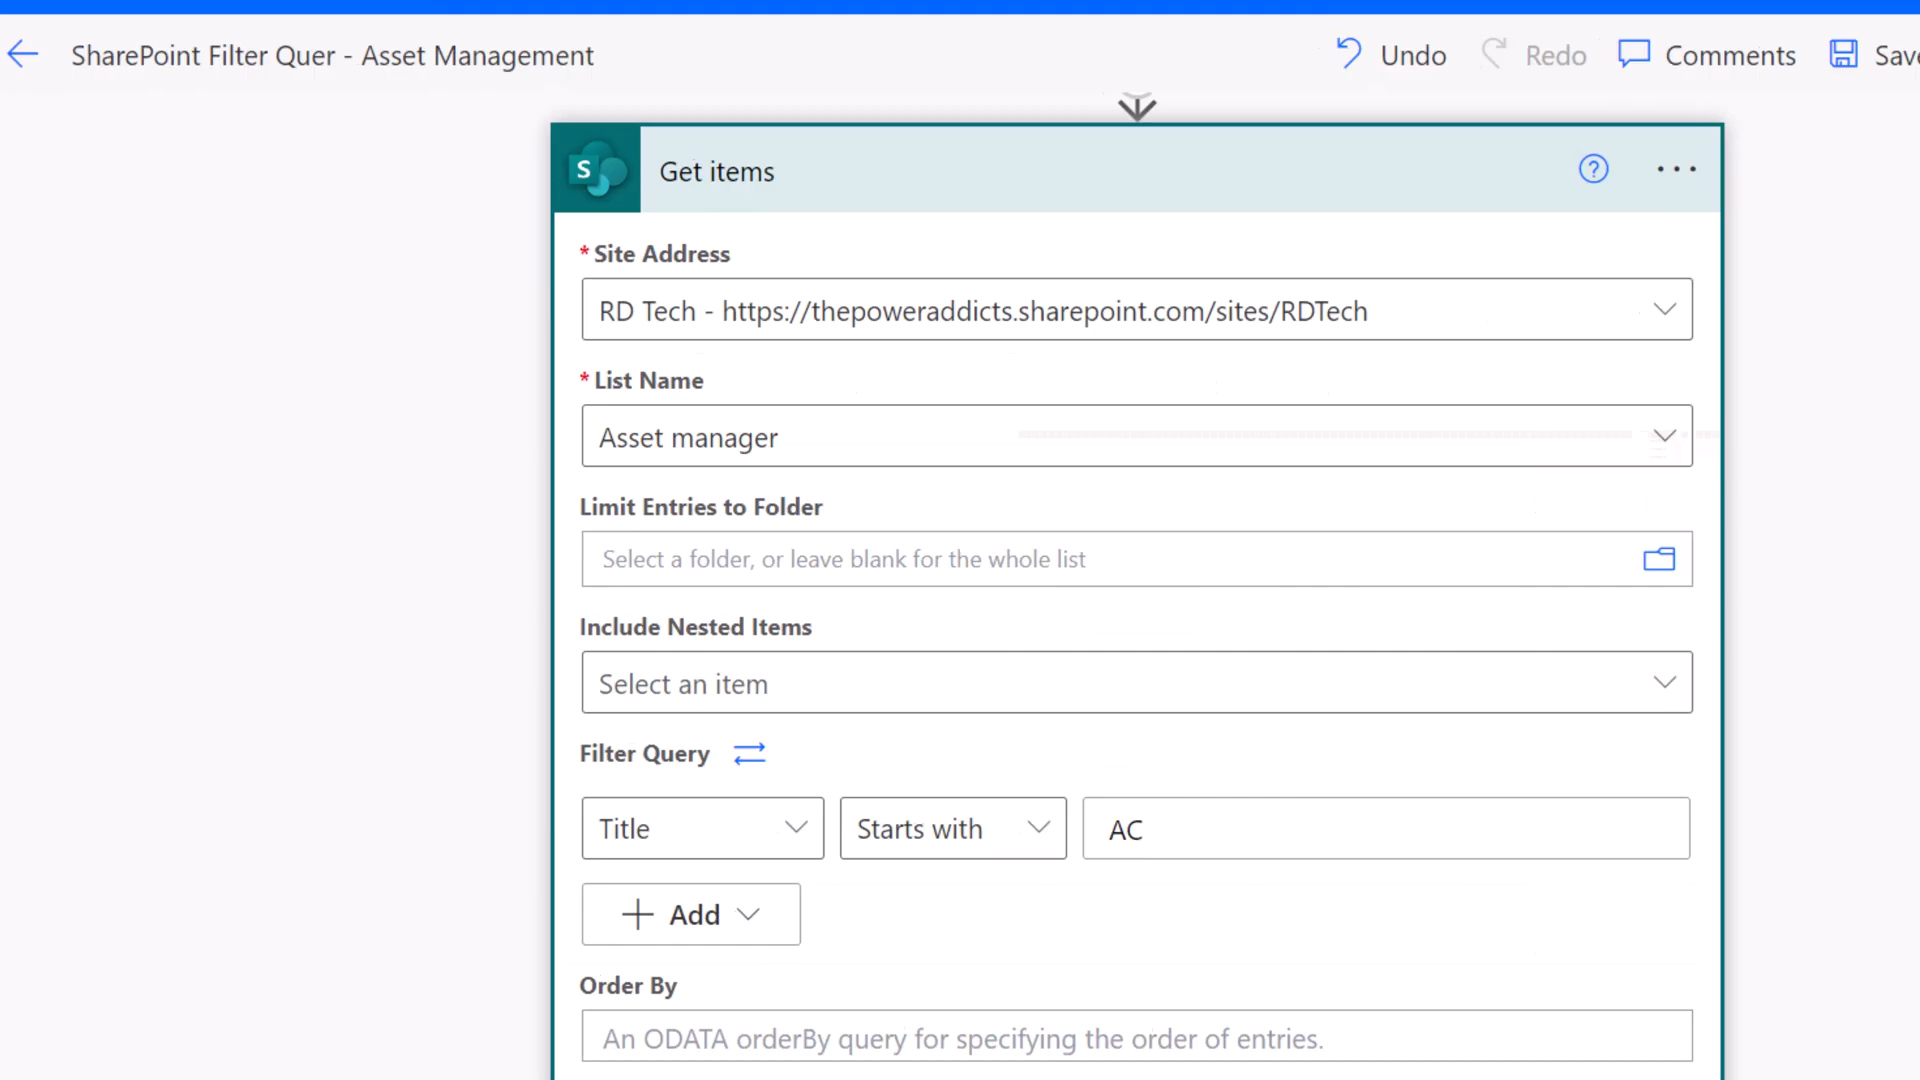 SharePoint Filter Quer - Asset Management
Undo
Redo
Comments
Save
S
Get items
?
* Site Address
RD Tech - https://thepoweraddicts.sharepoint.com/sites/RDTech
* List Name
Asset manager
Limit Entries to Folder
Select a folder, or leave blank for the whole list
Include Nested Items
Select an item
Filter Query
Title
Starts with
AC
Add
Order By
An ODATA orderBy query for specifying the order of entries.